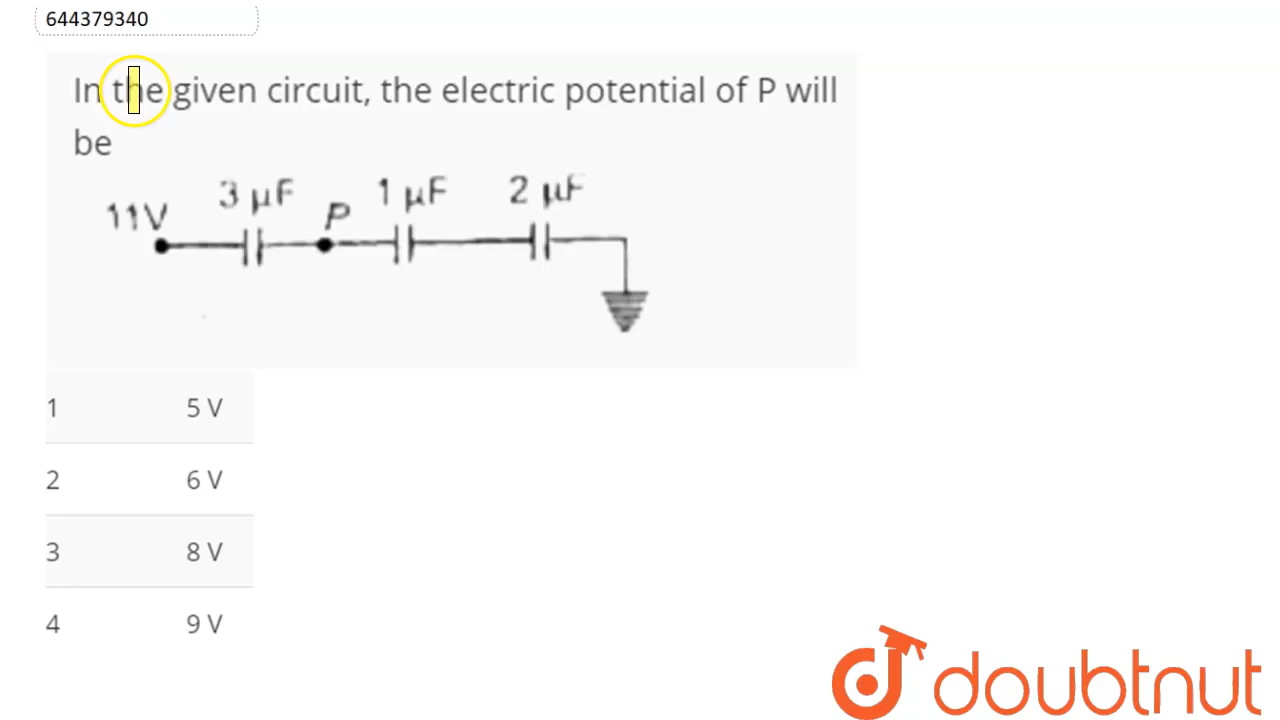 644379340
In the given circuit, the electric potential of P will
be
11V 3 μF P 1 μF 2 μF
1 5 V
2 6 V
3 8 V
4 9 V
doubtnut